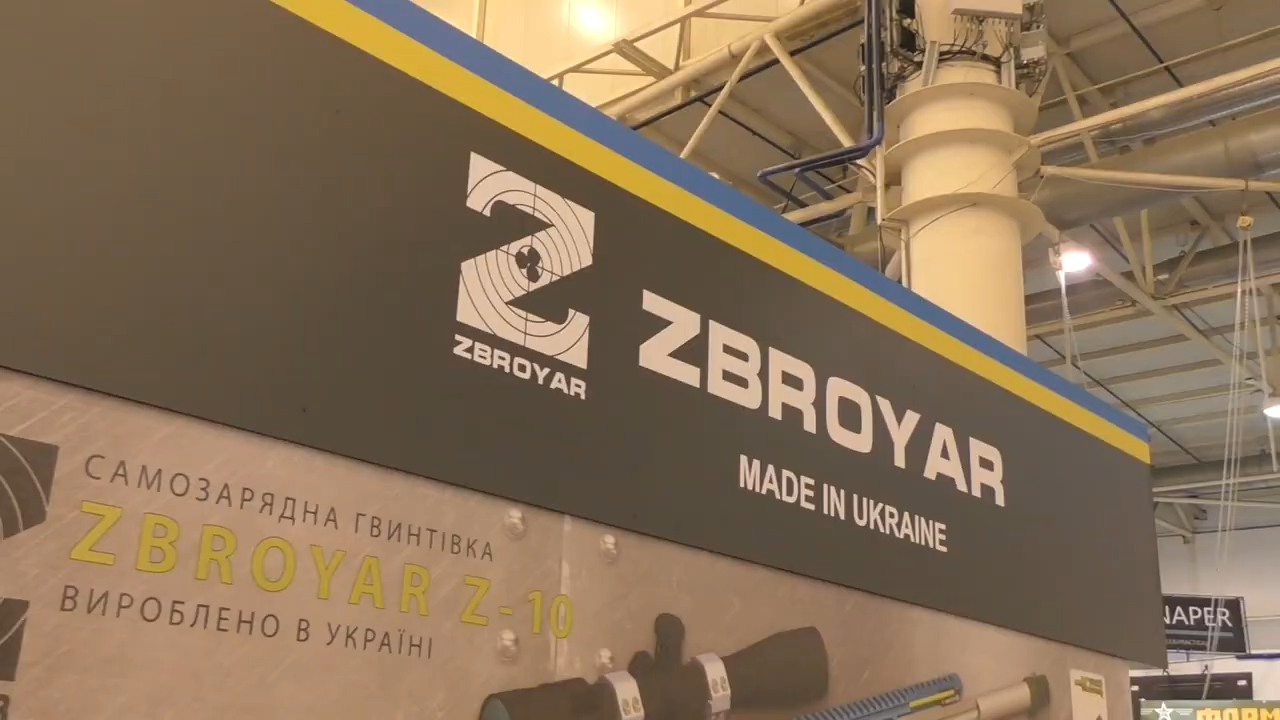 ZBROYAR
ZBROYAR
MADE IN UKRAINE
САМОЗАРЯДНА ГВИНТІВКА
ZBROYAR Z-10
ВИРОБЛЕНО В УКРАЇНІ
NAPER